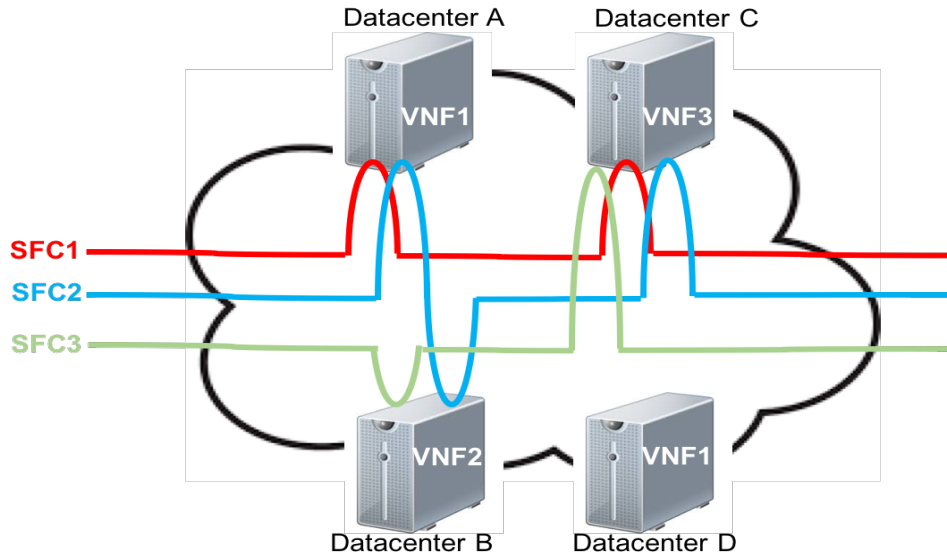 Datacenter A
Datacenter C
VNF1
VNF3
SFC1
SFC2
SFC3
VNF2
VNF1
Datacenter B
Datacenter D